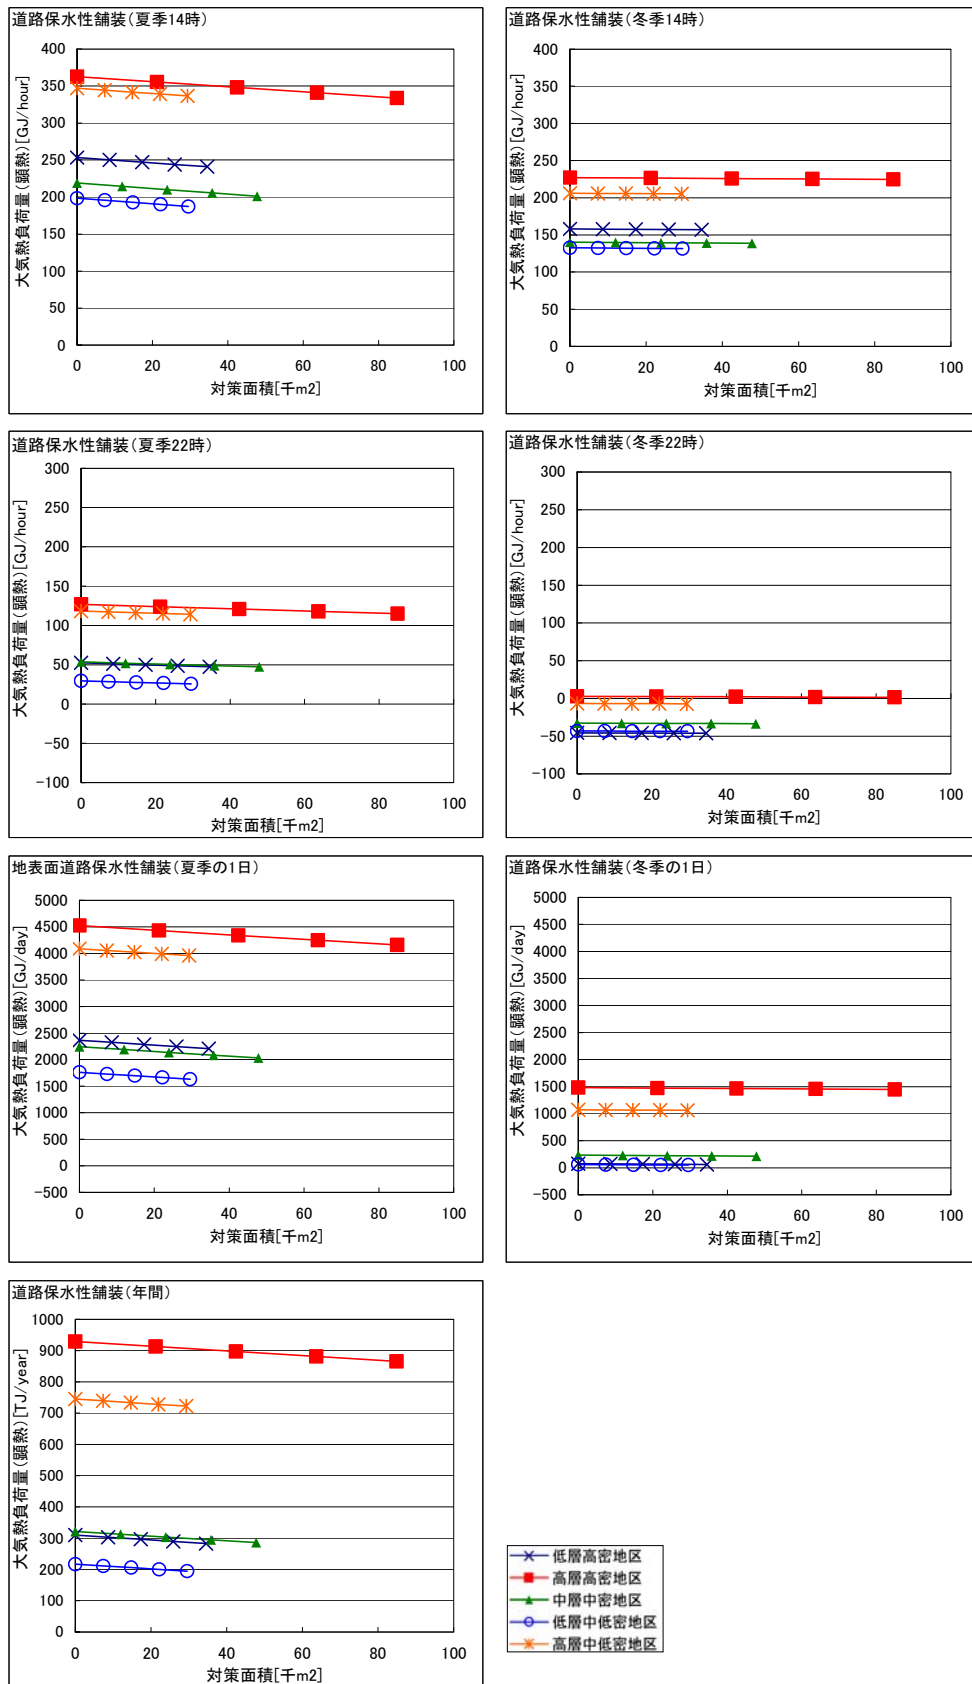 道路保水性舗装(夏季14時)
400
350
300
250
200
150
100
50
0
0 20 40 60 80 100
対策面積[千m2]
大気熱負荷量(顕熱)[GJ/hour]
道路保水性舗装(冬季14時)
400
350
300
250
200
150
100
50
0
0 20 40 60 80 100
対策面積[千m2]
大気熱負荷量(顕熱)[GJ/hour]
道路保水性舗装(夏季22時)
300
250
200
150
100
50
0
-50
-100
0 20 40 60 80 100
対策面積[千m2]
大気熱負荷量(顕熱)[GJ/hour]
道路保水性舗装(冬季22時)
300
250
200
150
100
50
0
-50
-100
0 20 40 60 80 100
対策面積[千m2]
大気熱負荷量(顕熱)[GJ/hour]
地表面道路保水性舗装(夏季の1日)
5000
4500
4000
3500
3000
2500
2000
1500
1000
500
0
-500
0 20 40 60 80 100
対策面積[千m2]
大気熱負荷量(顕熱)[GJ/day]
道路保水性舗装(冬季の1日)
5000
4500
4000
3500
3000
2500
2000
1500
1000
500
0
-500
0 20 40 60 80 100
対策面積[千m2]
大気熱負荷量(顕熱)[GJ/day]
道路保水性舗装(年間)
1000
900
800
700
600
500
400
300
200
100
0
0 20 40 60 80 100
対策面積[千m2]
大気熱負荷量(顕熱)[TJ/year]
低層高密地区
高層高密地区
中層中密地区
低層中低密地区
高層中低密地区